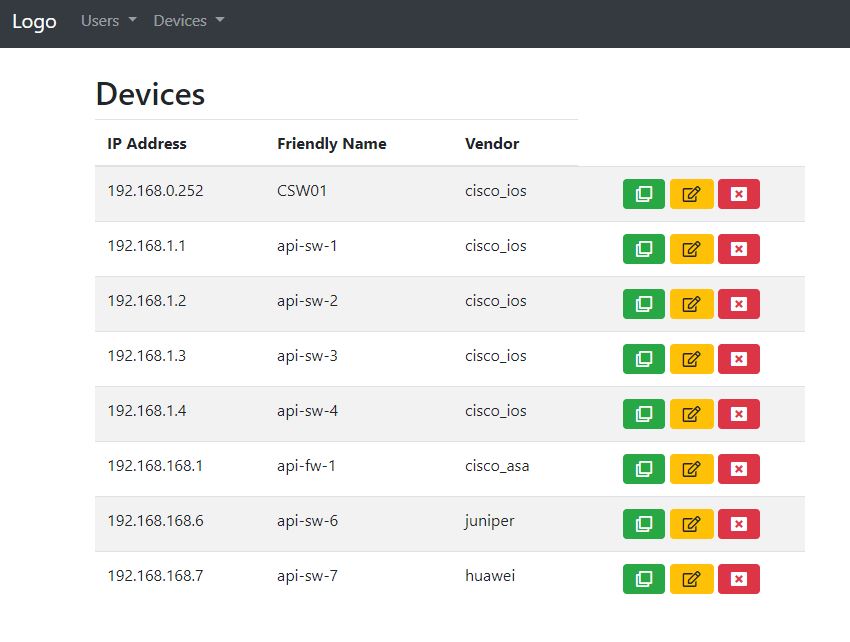 Logo Users Devices
Devices
IP Address Friendly Name Vendor
192.168.0.252 CSW01 cisco_ios
192.168.1.1 api-sw-1 cisco_ios
192.168.1.2 api-sw-2 cisco_ios
192.168.1.3 api-sw-3 cisco_ios
192.168.1.4 api-sw-4 cisco_ios
192.168.168.1 api-fw-1 cisco_asa
192.168.168.6 api-sw-6 juniper
192.168.168.7 api-sw-7 huawei